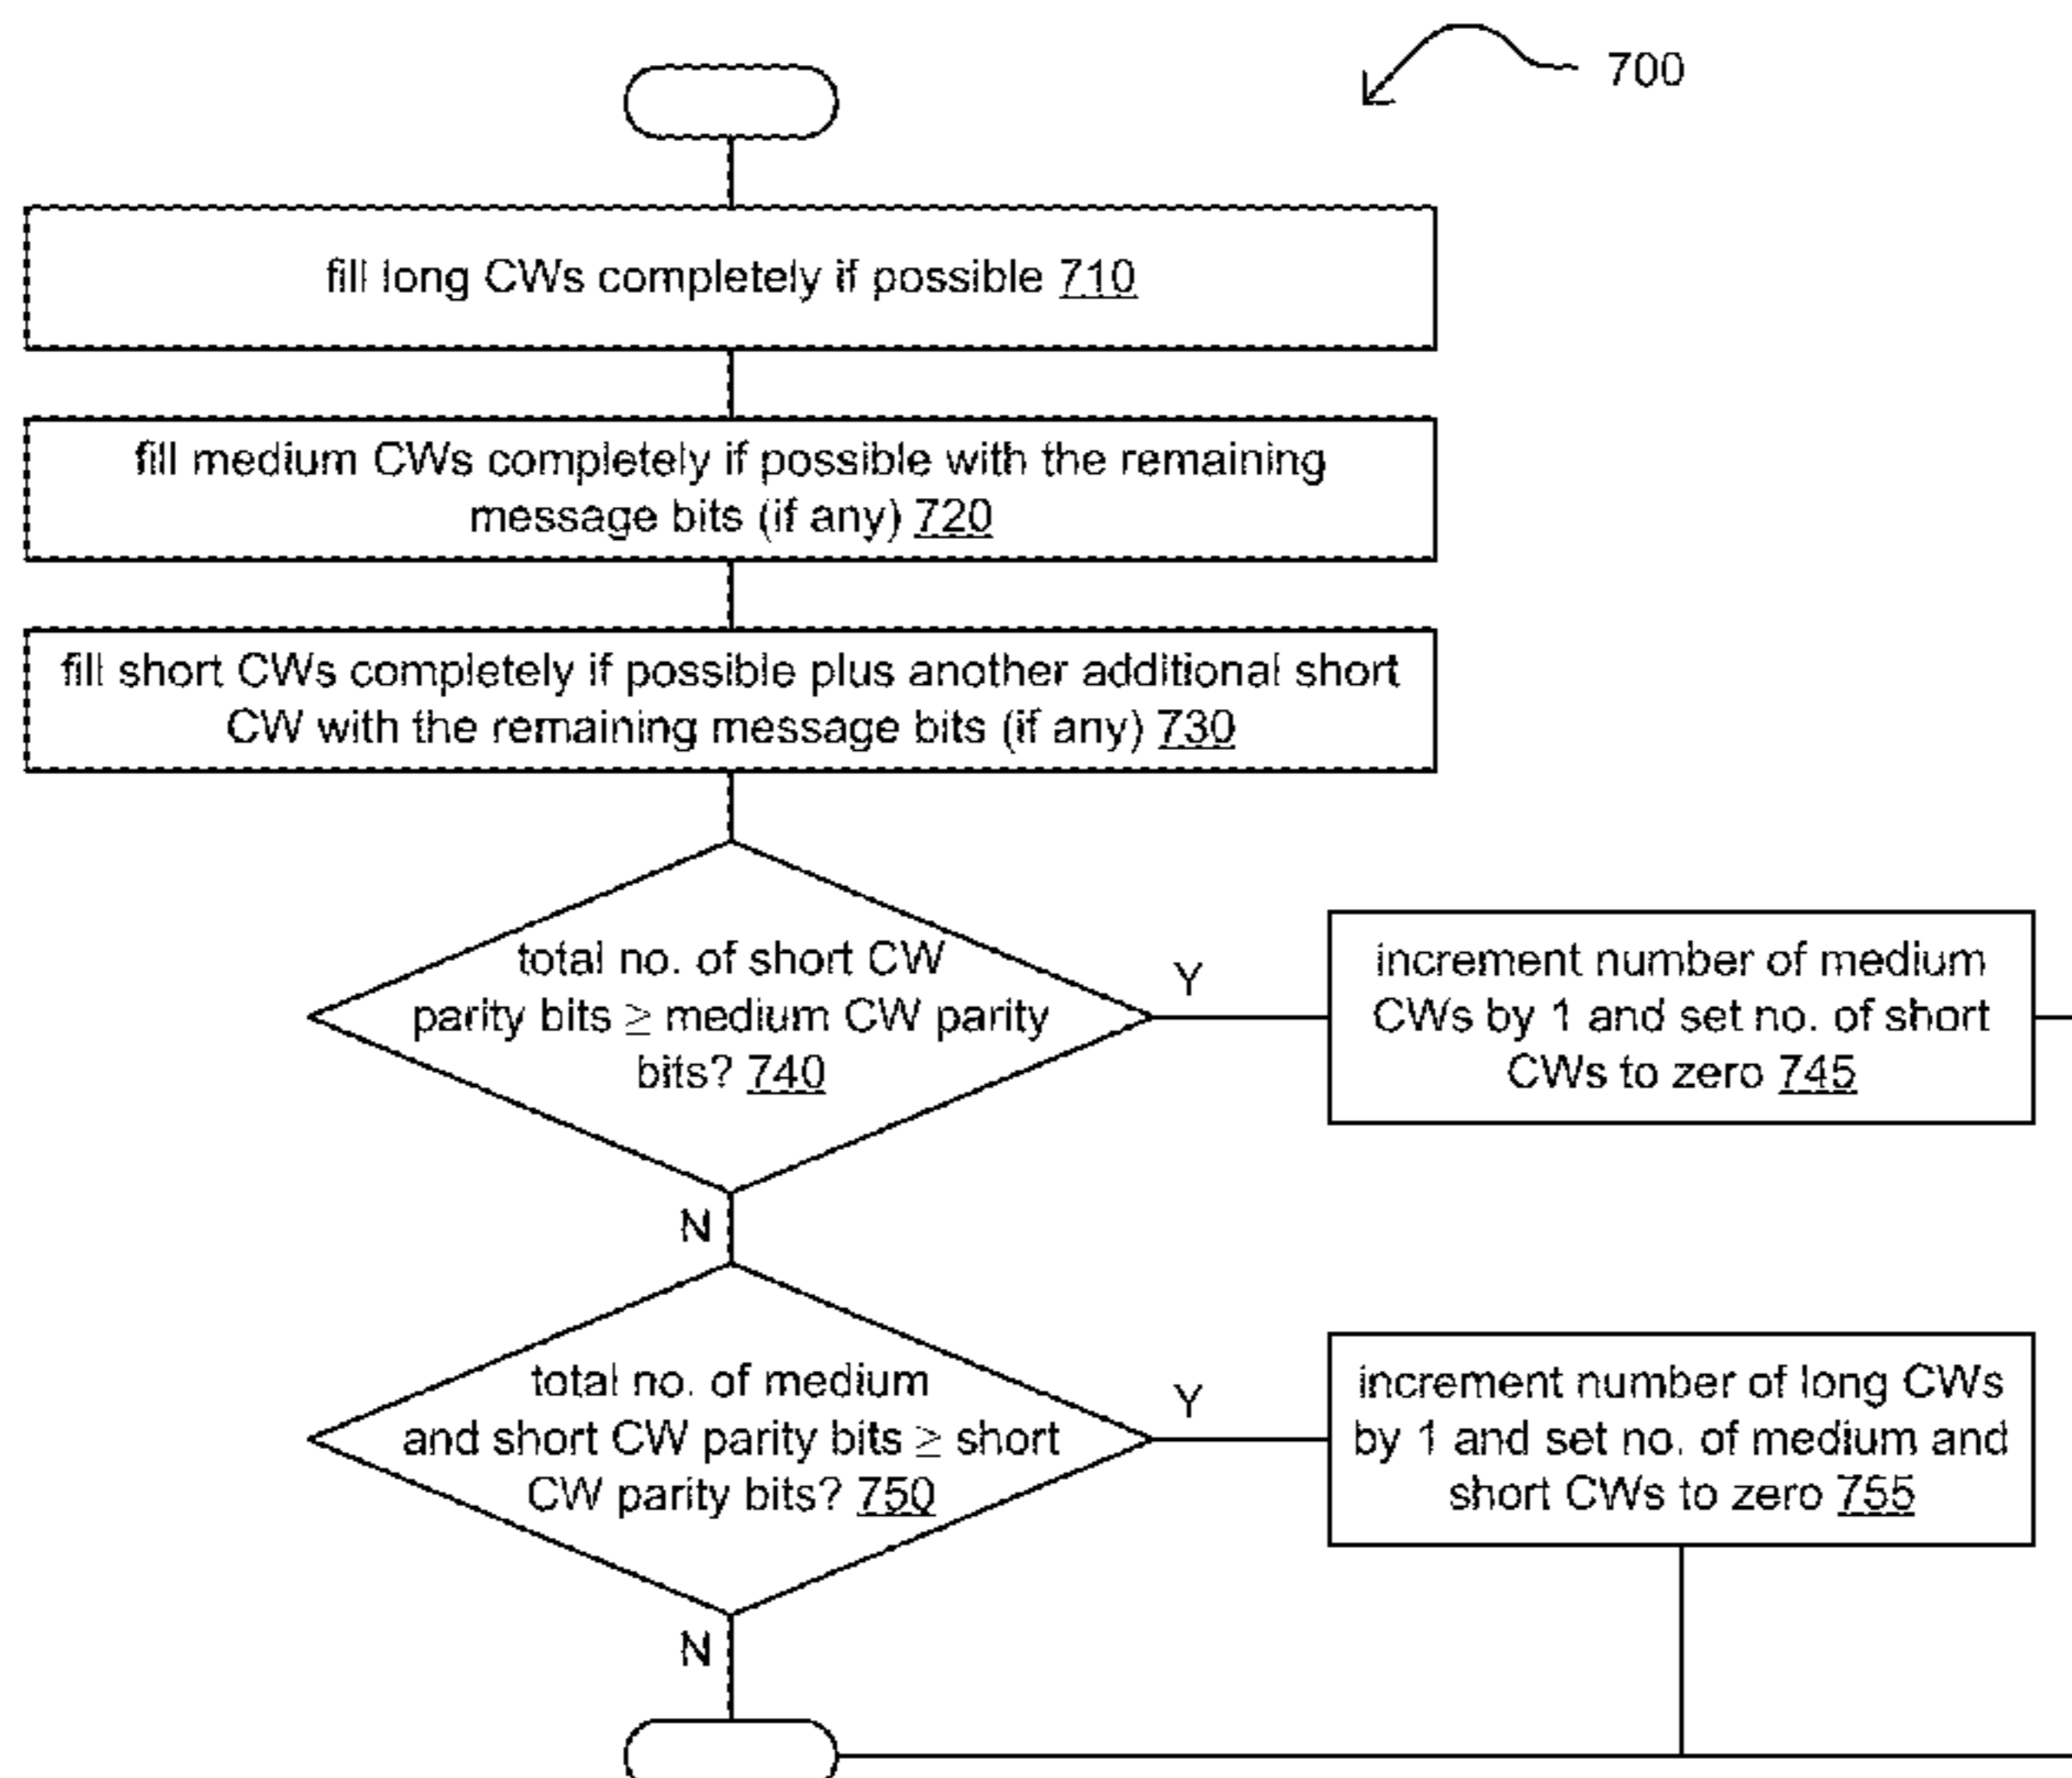 700
fill long CWs completely if possible 710
fill medium CWs completely if possible with the remaining
message bits (if any) 720
fill short CWs completely if possible plus another additional short
CW with the remaining message bits (if any) 730
total no. of short CW
parity bits ≥ medium CW parity
bits? 740
Y
increment number of medium
CWs by 1 and set no. of short
CWs to zero 745
N
total no. of medium
and short CW parity bits ≥ short
CW parity bits? 750
Y
increment number of long CWs
by 1 and set no. of medium and
short CWs to zero 755
N